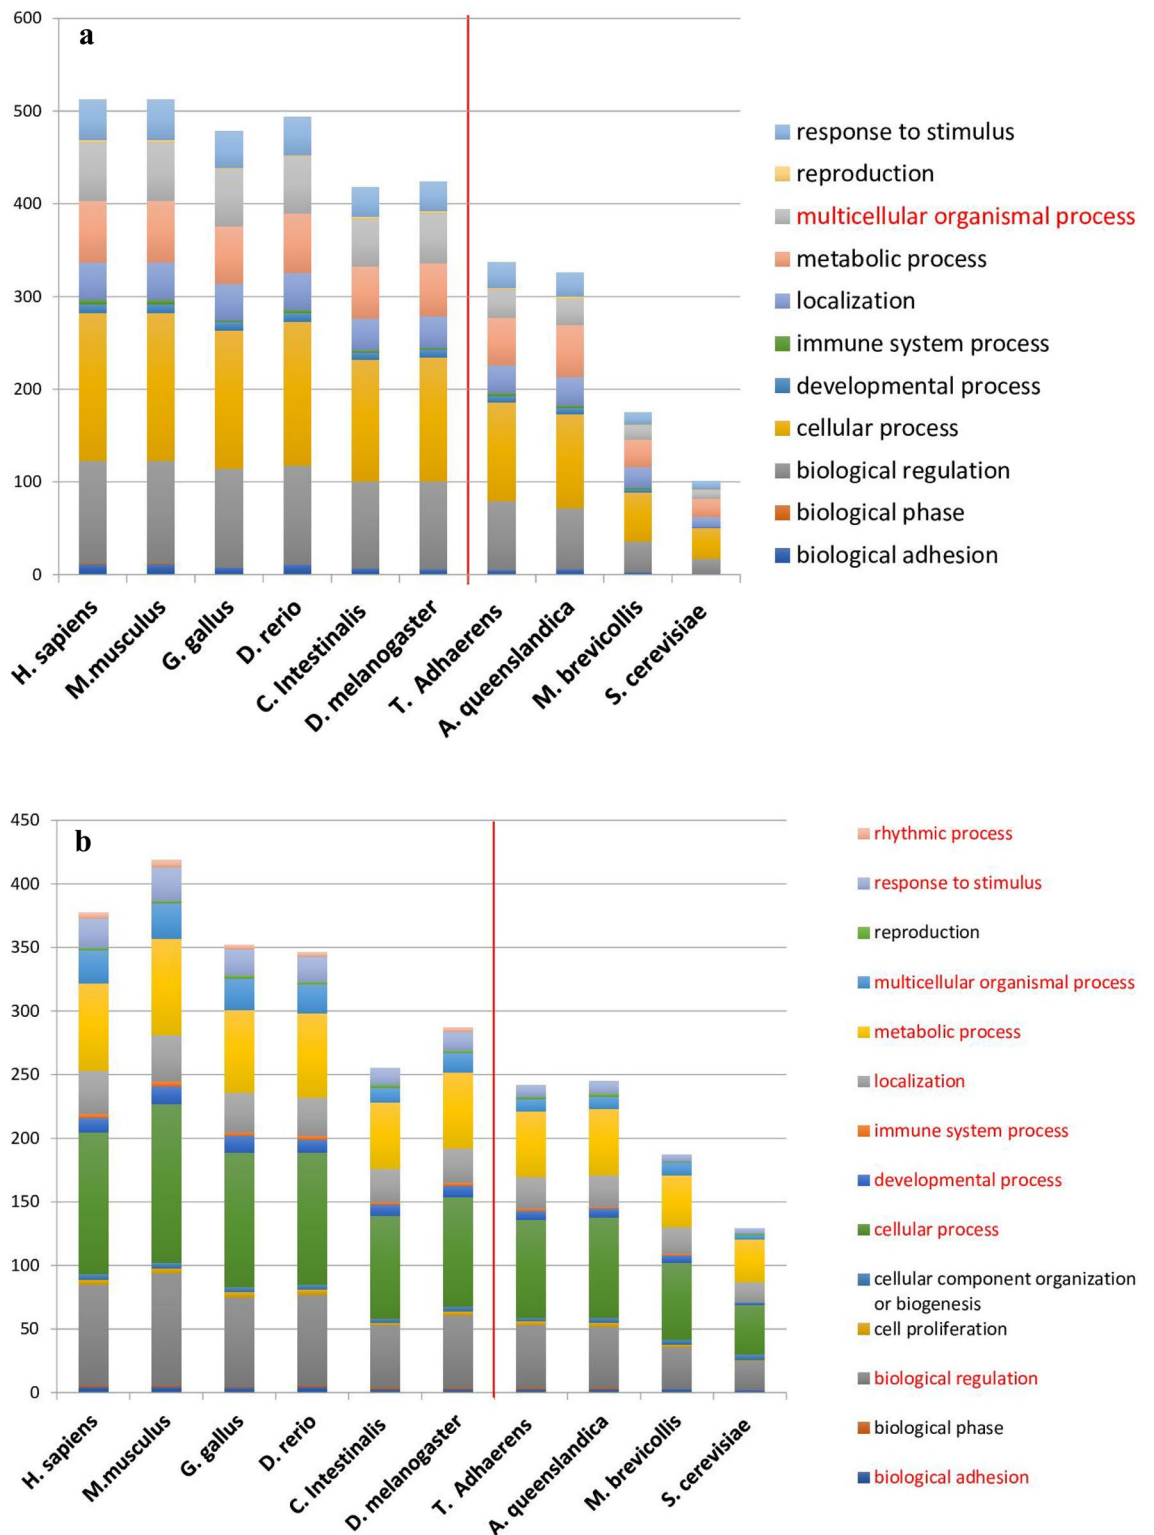 a
600
500
400
300
200
100
0
H. sapiens
M.musculus
G. gallus
D. rerio
C. Intestinalis
D. melanogaster
T. Adhaerens
A. queenslandica
M. brevicollis
S. cerevisiae
response to stimulus
reproduction
multicellular organismal process
metabolic process
localization
immune system process
developmental process
cellular process
biological regulation
biological phase
biological adhesion
b
450
400
350
300
250
200
150
100
50
0
H. sapiens
M.musculus
G. gallus
D. rerio
C. Intestinalis
D. melanogaster
T. Adhaerens
A. queenslandica
M. brevicollis
S. cerevisiae
rhythmic process
response to stimulus
reproduction
multicellular organismal process
metabolic process
localization
immune system process
developmental process
cellular process
cellular component organization
or biogenesis
cell proliferation
biological regulation
biological phase
biological adhesion